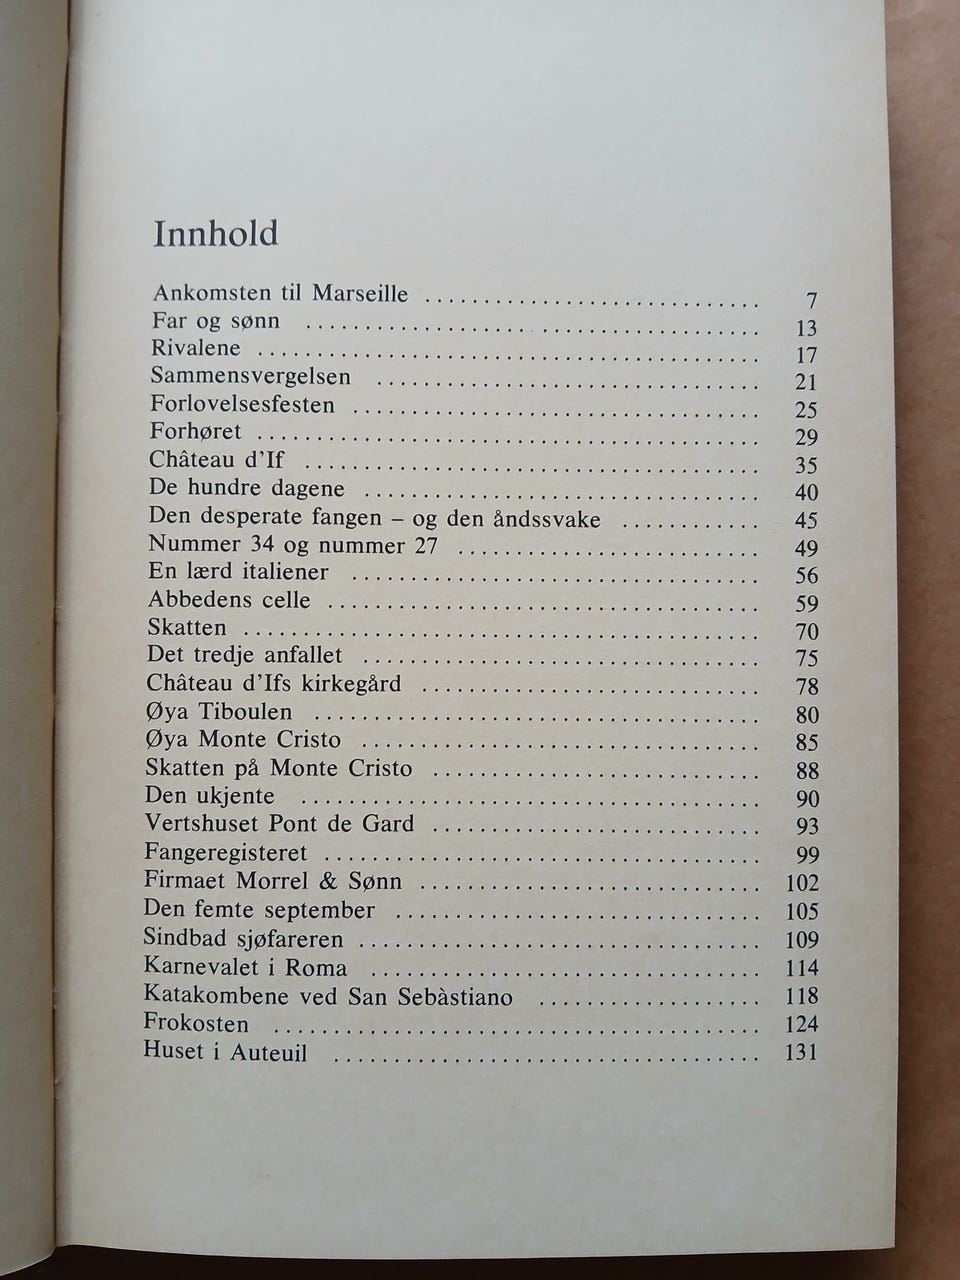 Innhold
Ankomsten til Marseille ............................ 7
Far og sønn ....................................... 13
Rivalene ........................................... 17
Sammensvergelsen ................................. 21
Forlovelsesfesten ................................... 25
Forhøret ........................................... 29
Château d'If ....................................... 35
De hundre dagene .................................. 40
Den desperate fangen – og den åndssvake ............ 45
Nummer 34 og nummer 27 .......................... 49
En lærd italiener ................................... 56
Abbedens celle ..................................... 59
Skatten ............................................ 70
Det tredje anfallet .................................. 75
Château d'Ifs kirkegård ............................. 78
Øya Tiboulen ...................................... 80
Øya Monte Cristo .................................. 85
Skatten på Monte Cristo ............................ 88
Den ukjente ....................................... 90
Vertshuset Pont de Gard ............................ 93
Fangeregisteret ..................................... 99
Firmaet Morrel & Sønn ............................. 102
Den femte september ............................... 105
Sindbad sjøfareren .................................. 109
Karnevalet i Roma ................................. 114
Katakombene ved San Sebàstiano ................... 118
Frokosten ......................................... 124
Huset i Auteuil .................................... 131